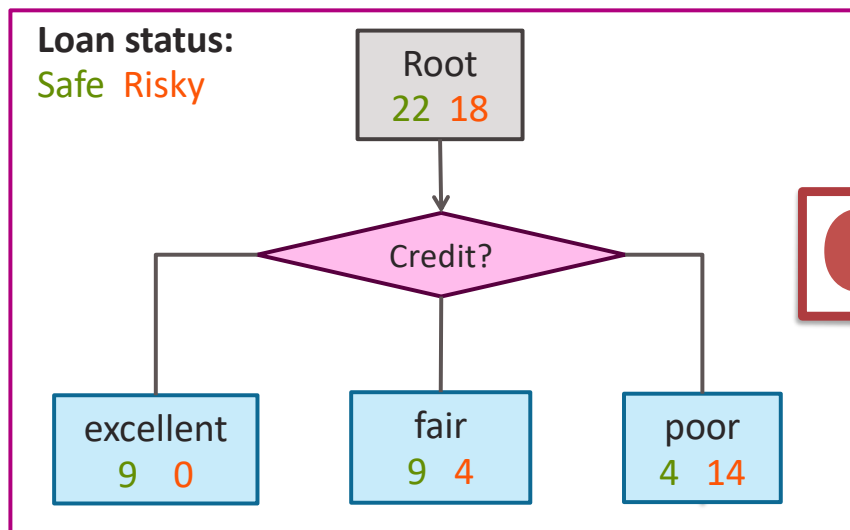 Loan status:
Safe Risky
Root
22 18
Credit?
excellent
9 0
fair
9 4
poor
4 14